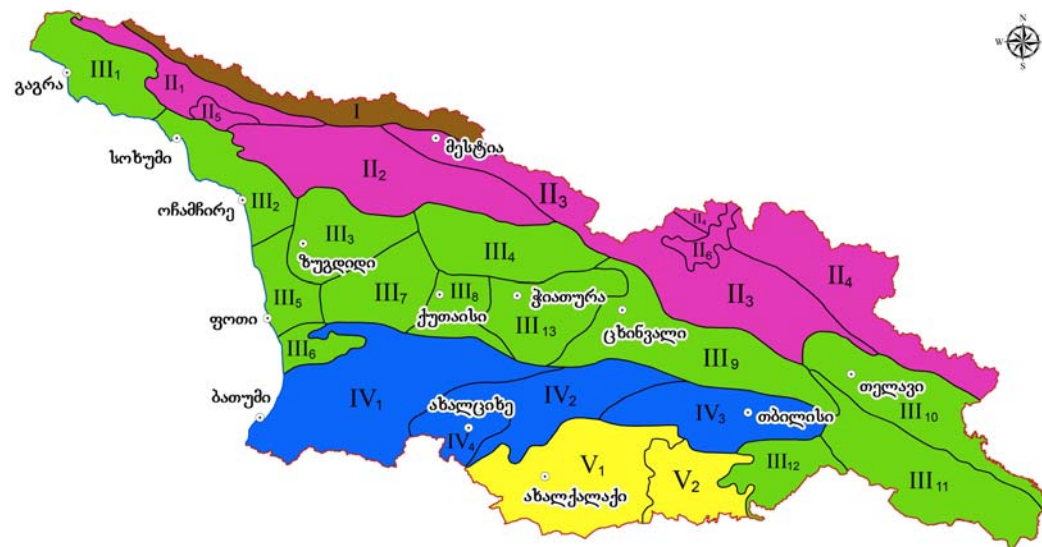 N
W E
S
III₁
გაგრა
II₁
II₅
I
სოხუმი
მესტია
II₂
II₃
ოჩამჩირე
III₂
II₄
III₃
ზუგდიდი
III₄
II₆
II₄
II₃
III₅
III₇
III₈
ჭიათურა
ფოთი
ქუთაისი
III₁₃
ცხინვალი
III₆
III₉
თელავი
ბათუმი
IV₁
ახალციხე
IV₂
IV₃
თბილისი
III₁₀
IV₄
V₁
III₁₂
V₂
III₁₁
ახალქალაქი